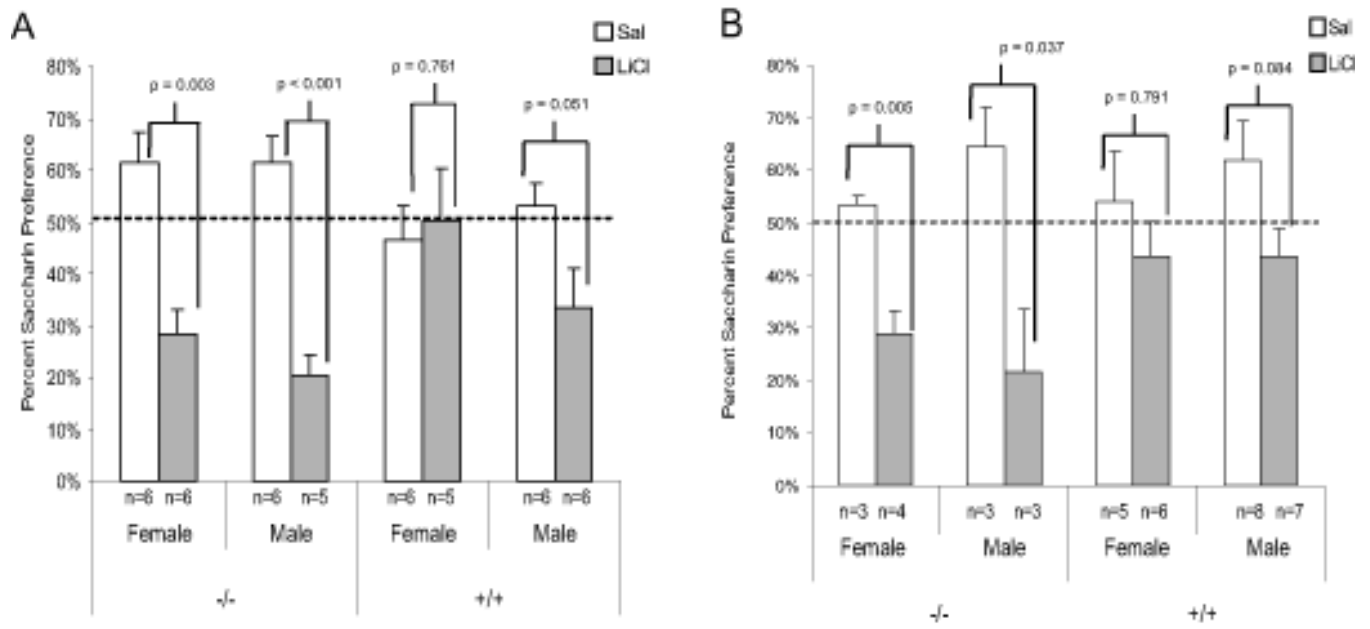 A
Sal
LiCl
80%
70%
60%
50%
40%
30%
20%
10%
0%
Percent Saccharin Preference
p = 0.003
p < 0.001
p = 0.761
p = 0.051
n=6 n=6 n=6 n=5 n=6 n=5 n=6 n=6
Female Male Female Male
-/- +/+
B
Sal
LiCl
80%
70%
60%
50%
40%
30%
20%
10%
0%
Percent Saccharin Preference
p = 0.005
p = 0.037
p = 0.791
p = 0.084
n=3 n=4 n=3 n=3 n=5 n=6 n=8 n=7
Female Male Female Male
-/- +/+